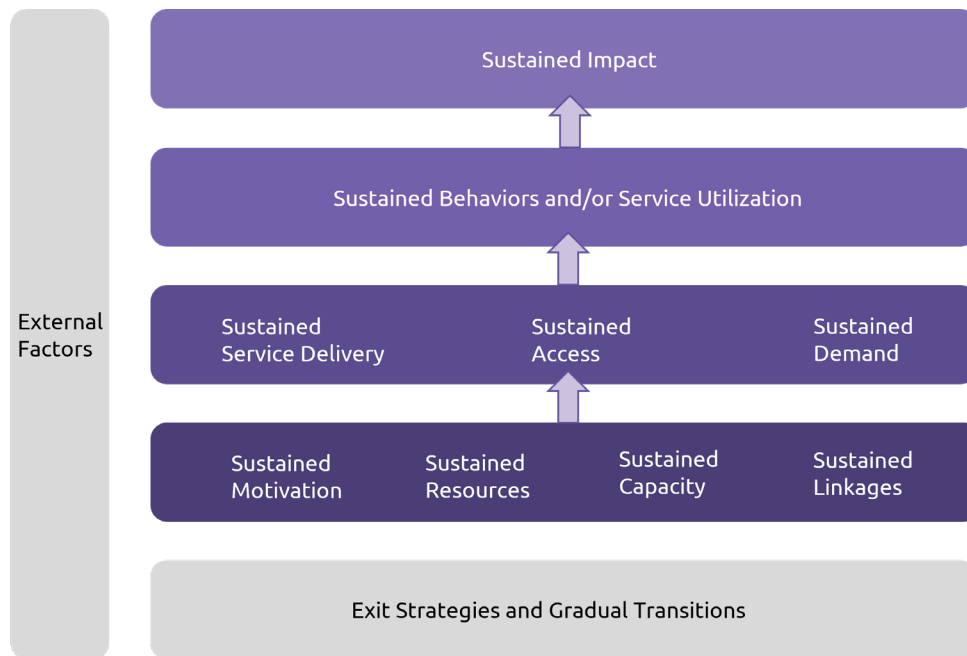 Sustained Impact
Sustained Behaviors and/or Service Utilization
External
Factors
Sustained
Service Delivery
Sustained
Access
Sustained
Demand
Sustained
Motivation
Sustained
Resources
Sustained
Capacity
Sustained
Linkages
Exit Strategies and Gradual Transitions